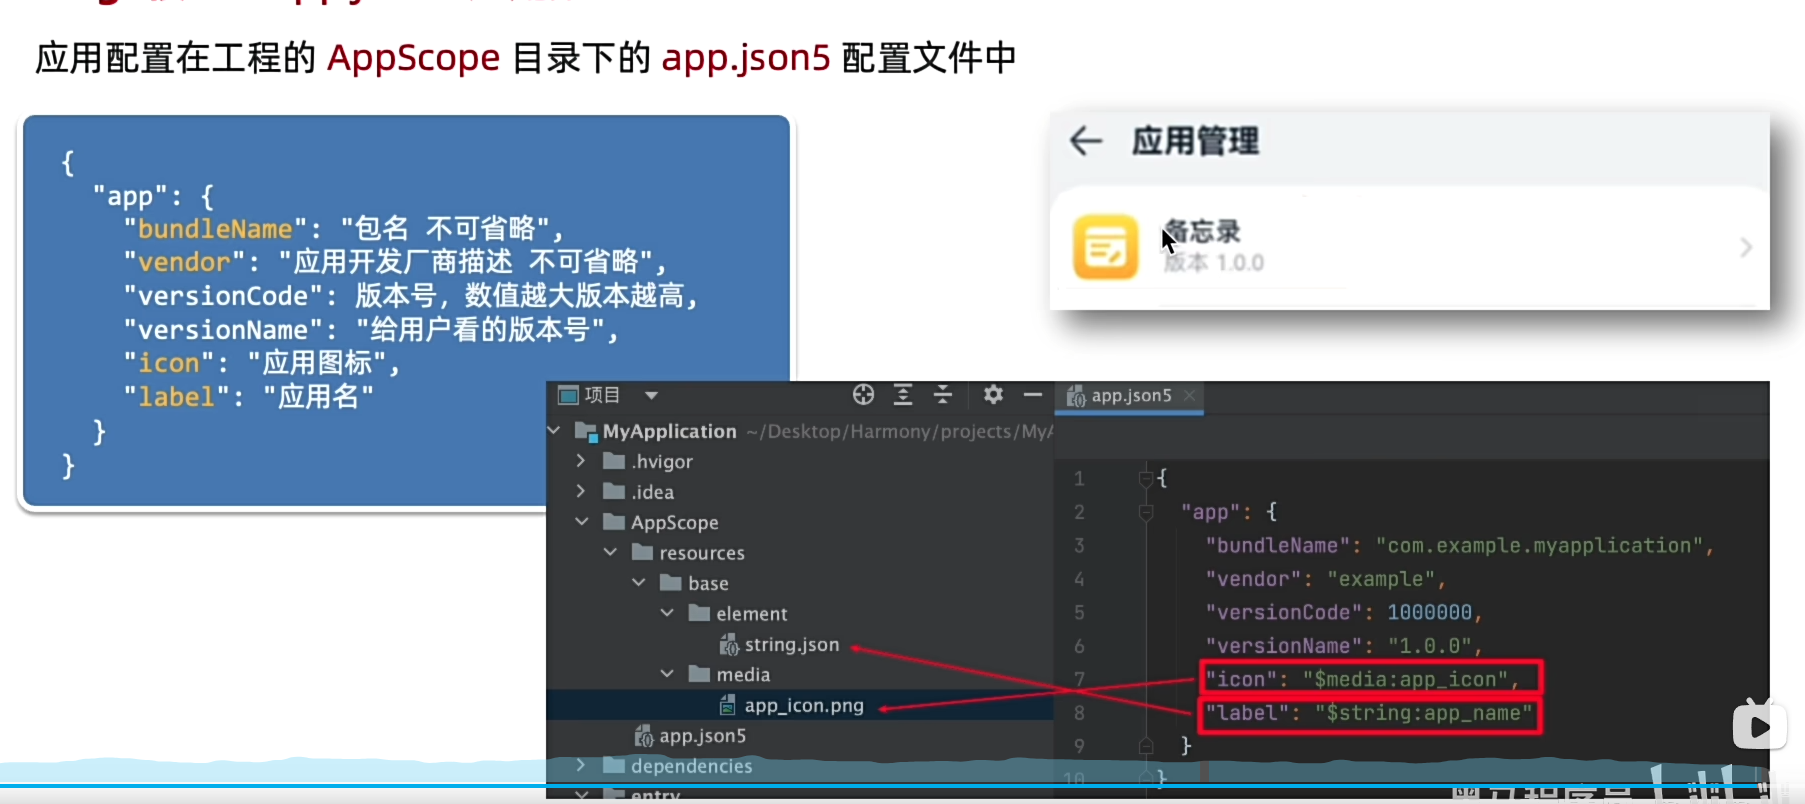 应用配置在工程的 AppScope 目录下的 app.json5 配置文件中
{
"app": {
"bundleName": "包名 不可省略",
"vendor": "应用开发厂商描述 不可省略",
"versionCode": 版本号，数值越大版本越高,
"versionName": "给用户看的版本号",
"icon": "应用图标",
"label": "应用名"
}
}
应用管理
备忘录
版本 1.0.0
项目
MyApplication ~/Desktop/Harmony/projects/MyA
.hvigor
.idea
AppScope
resources
base
element
string.json
media
app_icon.png
app.json5
dependencies
entry
app.json5
1 {
2 "app": {
3 "bundleName": "com.example.myapplication",
4 "vendor": "example",
5 "versionCode": 1000000,
6 "versionName": "1.0.0",
7 "icon": "$media:app_icon",
8 "label": "$string:app_name"
9 }
10 }